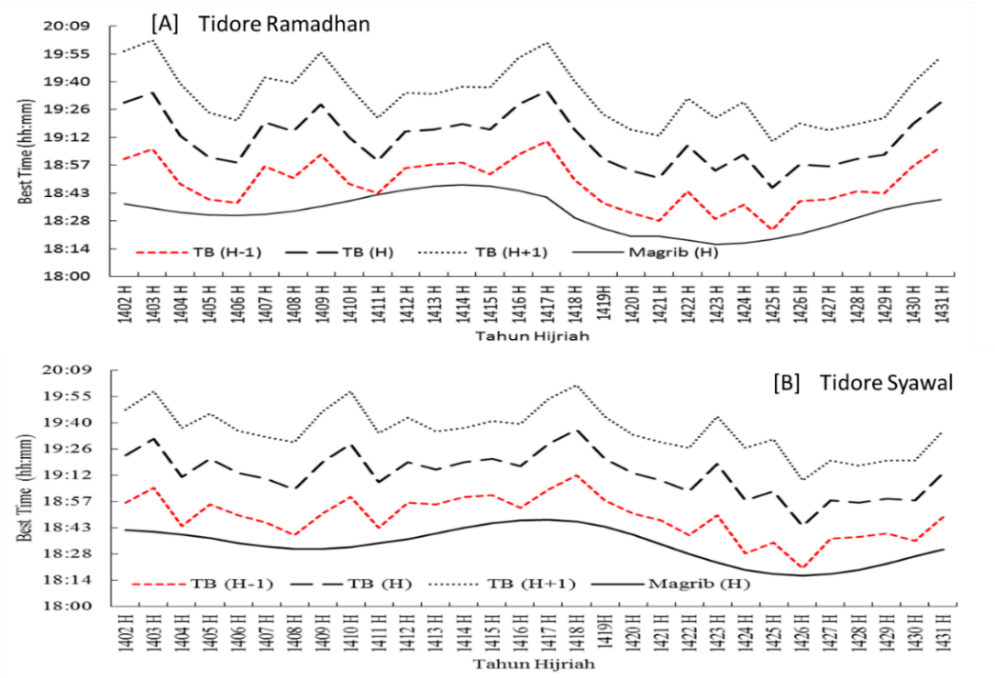 [A] Tidore Ramadhan
Best Time (hh:mm)
20:09
19:55
19:40
19:26
19:12
18:57
18:43
18:28
18:14
18:00
TB (H-1) TB (H) TB (H+1) Magrib (H)
1402 H 1403 H 1404 H 1405 H 1406 H 1407 H 1408 H 1409 H 1410 H 1411 H 1412 H 1413 H 1414 H 1415 H 1416 H 1417 H 1418 H 1419H 1420 H 1421 H 1422 H 1423 H 1424 H 1425 H 1426 H 1427 H 1428 H 1429 H 1430 H 1431 H
Tahun Hijriah
[B] Tidore Syawal
Best Time (hh:mm)
20:09
19:55
19:40
19:26
19:12
18:57
18:43
18:28
18:14
18:00
TB (H-1) TB (H) TB (H+1) Magrib (H)
1402 H 1403 H 1404 H 1405 H 1406 H 1407 H 1408 H 1409 H 1410 H 1411 H 1412 H 1413 H 1414 H 1415 H 1416 H 1417 H 1418 H 1419H 1420 H 1421 H 1422 H 1423 H 1424 H 1425 H 1426 H 1427 H 1428 H 1429 H 1430 H 1431 H
Tahun Hijriah